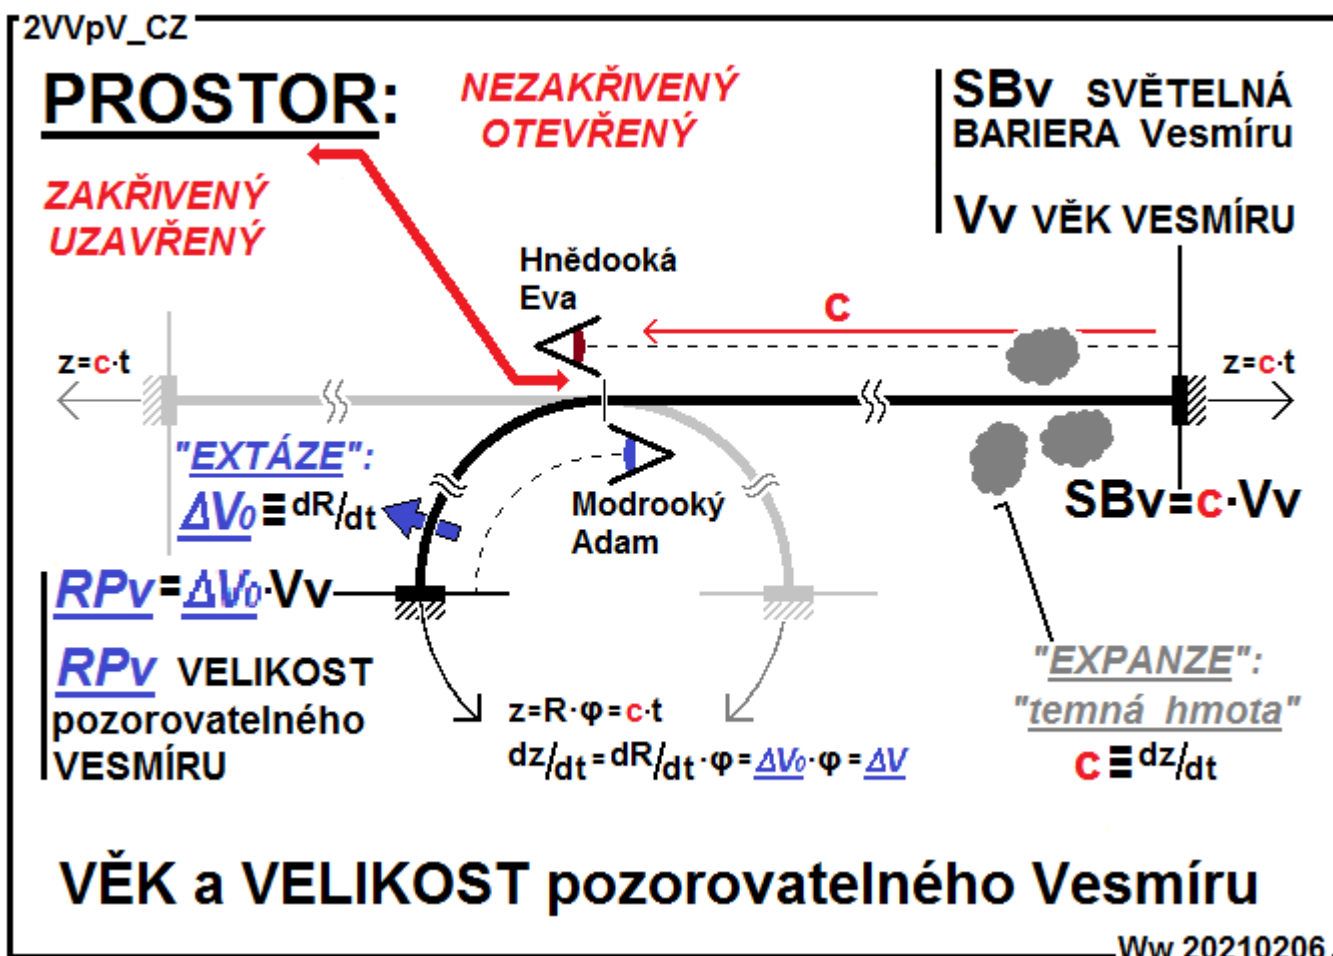 2VVpV_CZ
PROSTOR:
NEZAKŘIVENÝ
OTEVŘENÝ
ZAKŘIVENÝ
UZAVŘENÝ
SBv SVĚTELNÁ
BARIERA Vesmíru
Vv VĚK VESMÍRU
Hnědooká
Eva
c
z=c·t
z=c·t
"EXTÁZE":
ΔV₀≡dR/dt
Modrooký
Adam
SBv=c·Vv
RPv=ΔV₀·Vv
RPv VELIKOST
pozorovatelného
VESMÍRU
z=R·φ=c·t
dz/dt=dR/dt·φ=ΔV₀·φ=ΔV
"EXPANZE":
"temná hmota"
c≡dz/dt
VĚK a VELIKOST pozorovatelného Vesmíru
Ww 20210206